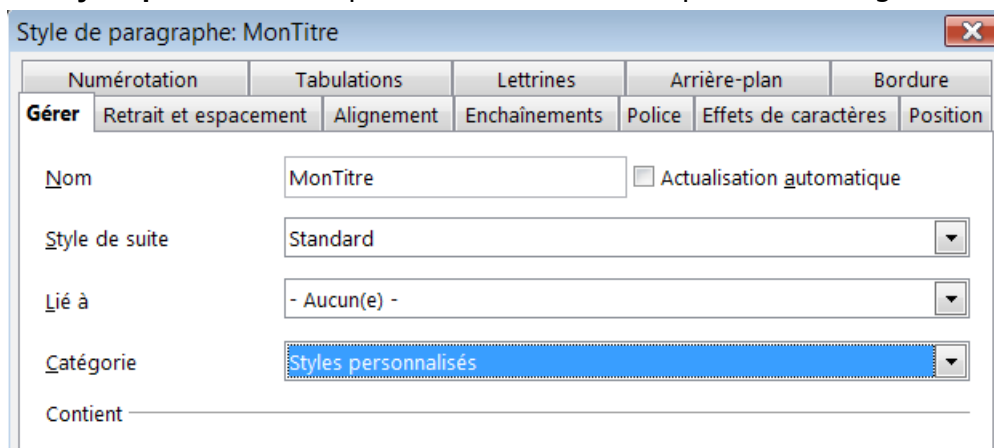 Style de paragraphe: MonTitre
Numérotation Tabulations Lettrines Arrière-plan Bordure
Gérer Retrait et espacement Alignement Enchaînements Police Effets de caractères Position
Nom MonTitre Actualisation automatique
Style de suite Standard
Lié à - Aucun(e) -
Catégorie Styles personnalisés
Contient